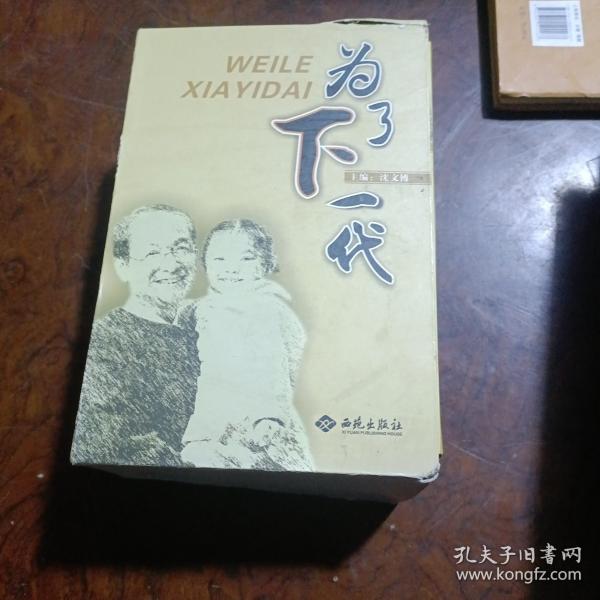 WEILE
XIAYIDAI
为了
下一代
主编：沈文傅
西苑出版社
XI YUAN PUBLISHING HOUSE
孔夫子旧书网
www.kongfz.com